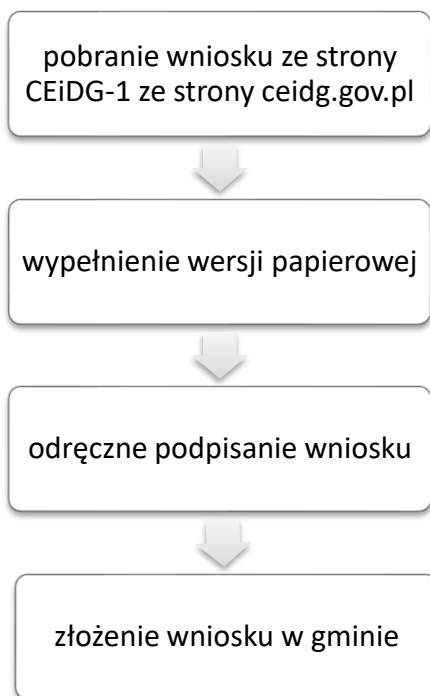 pobranie wniosku ze strony
CEiDG-1 ze strony ceidg.gov.pl
wypełnienie wersji papierowej
odręczne podpisanie wniosku
złożenie wniosku w gminie